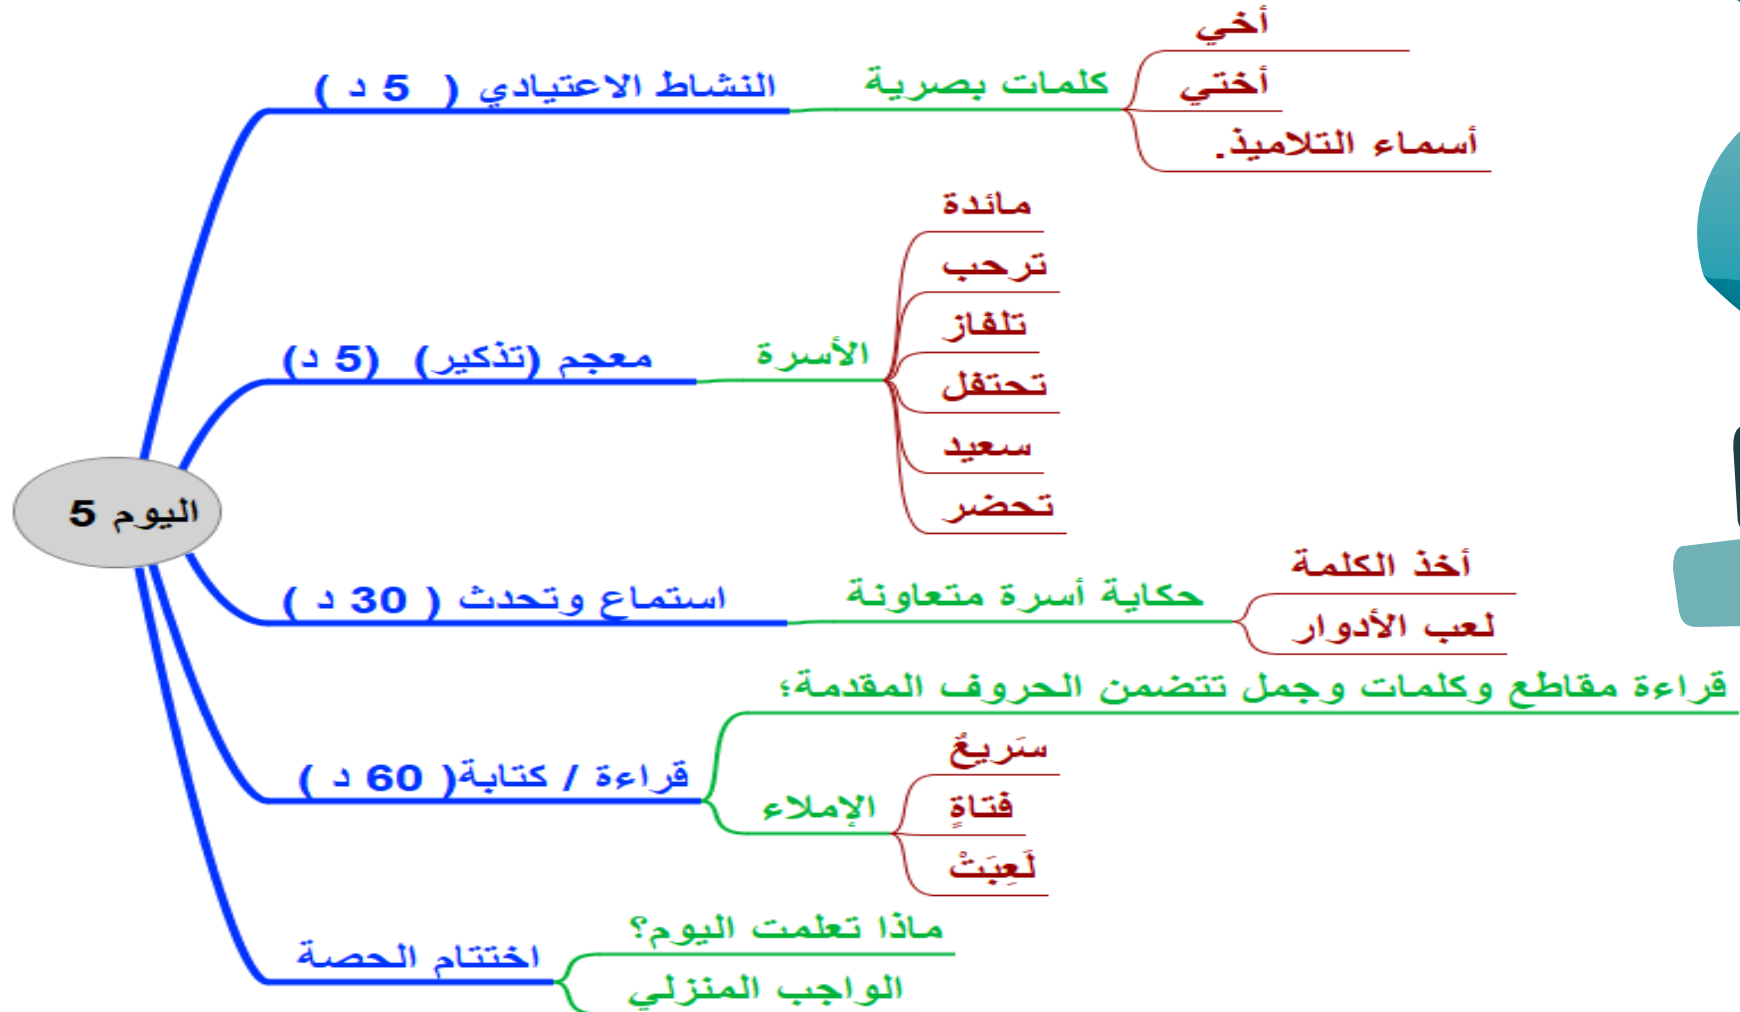 اليوم 5
النشاط الاعتيادي ( 5 د )
كلمات بصرية
أخي
أختي
أسماء التلاميذ.
معجم (تذكير) (5 د)
الأسرة
مائدة
ترحب
تلفاز
تحتفل
سعيد
تحضر
استماع وتحدث ( 30 د )
حكاية أسرة متعاونة
أخذ الكلمة
لعب الأدوار
قراءة / كتابة( 60 د )
قراءة مقاطع وكلمات وجمل تتضمن الحروف المقدمة؛
الإملاء
سَريعٌ
فتاةٍ
لَعِبَتْ
اختتام الحصة
ماذا تعلمت اليوم؟
الواجب المنزلي